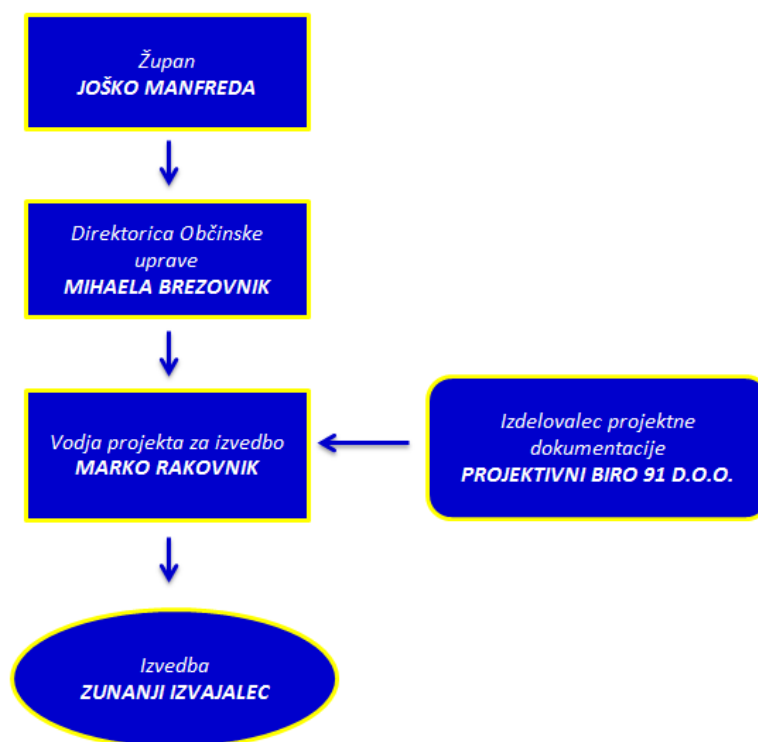 Župan
JOŠKO MANFREDA
Direktorica Občinske
uprave
MIHAELA BREZOVNIK
Vodja projekta za izvedbo
MARKO RAKOVNIK
Izdelovalec projektne
dokumentacije
PROJEKTIVNI BIRO 91 D.O.O.
Izvedba
ZUNANJI IZVAJALEC